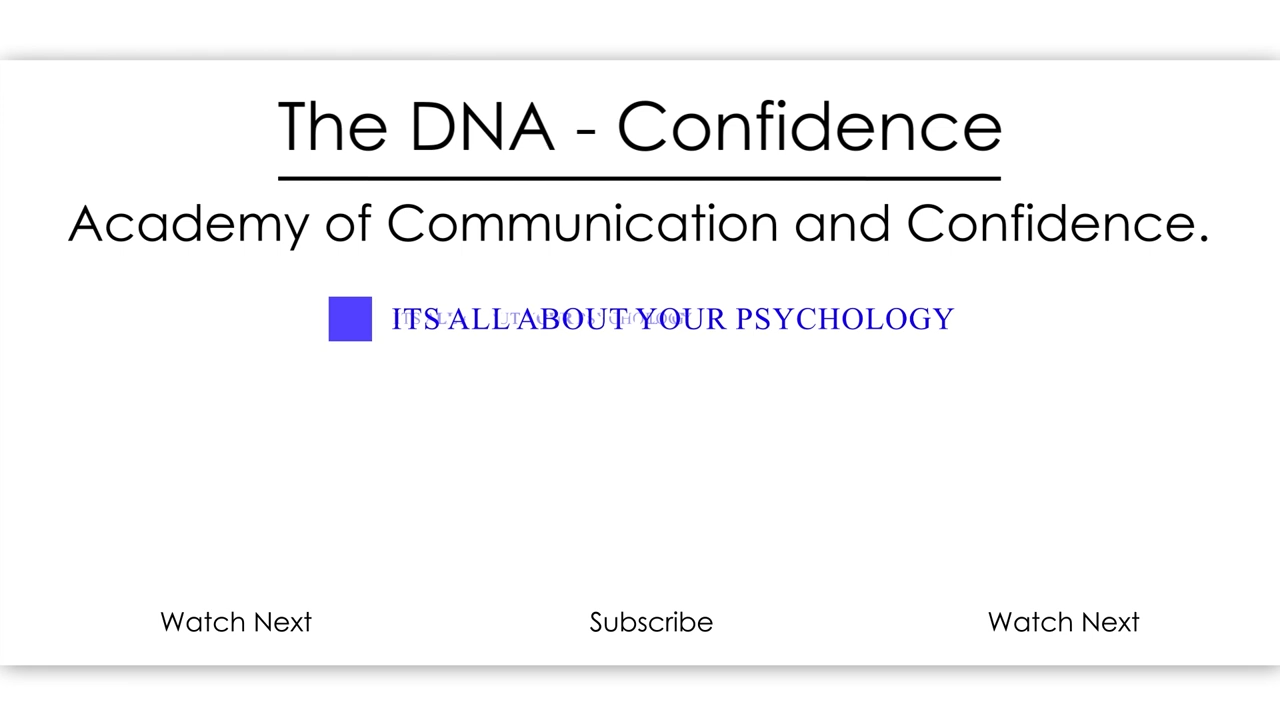 The DNA - Confidence
Academy of Communication and Confidence.
ITS ALL ABOUT YOUR PSYCHOLOGY
Watch Next
Subscribe
Watch Next